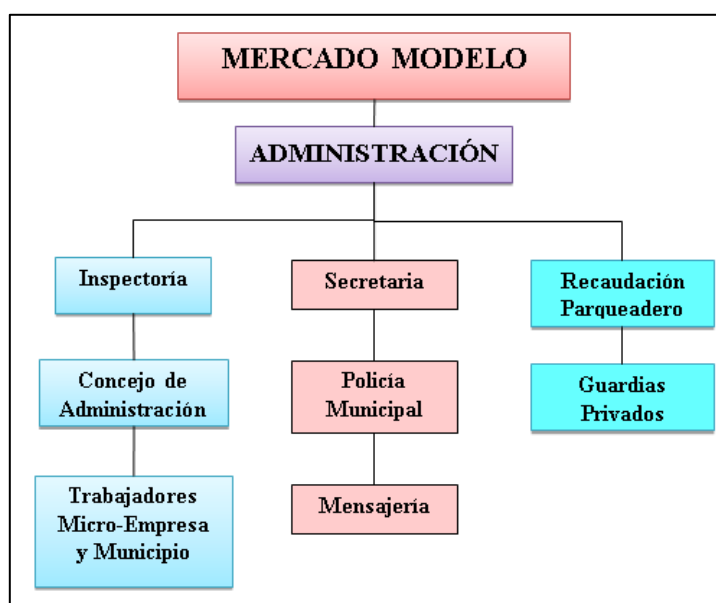 MERCADO MODELO
ADMINISTRACIÓN
Inspectoría
Secretaria
Recaudación
Parqueadero
Concejo de
Administración
Policía
Municipal
Guardias
Privados
Trabajadores
Micro-Empresa
y Municipio
Mensajería